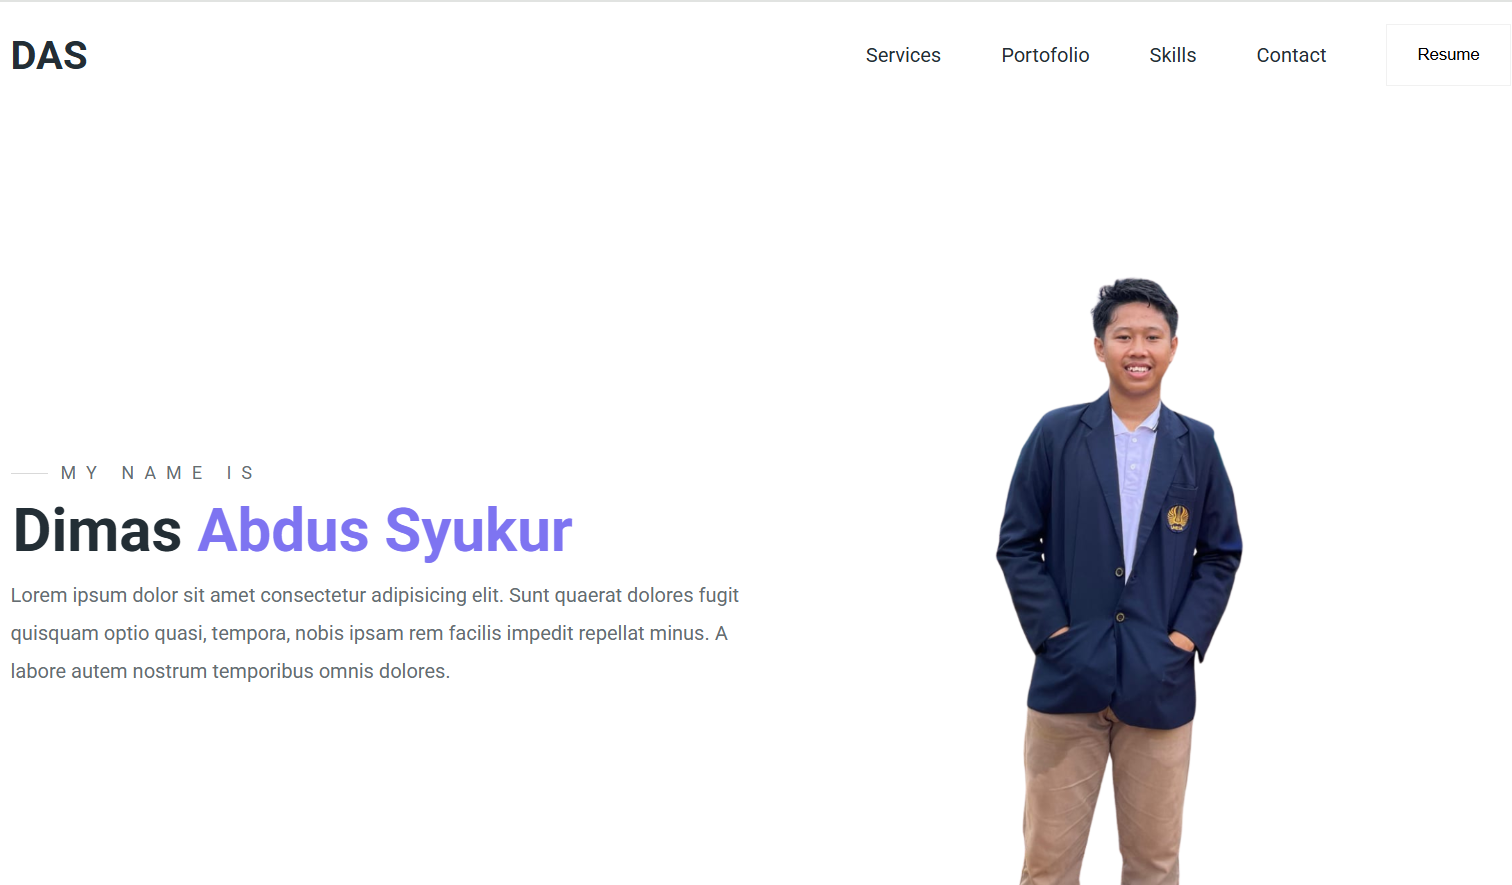 DAS
Services
Portofolio
Skills
Contact
Resume
MY NAME IS
Dimas Abdus Syukur
Lorem ipsum dolor sit amet consectetur adipisicing elit. Sunt quaerat dolores fugit
quisquam optio quasi, tempora, nobis ipsam rem facilis impedit repellat minus. A
labore autem nostrum temporibus omnis dolores.